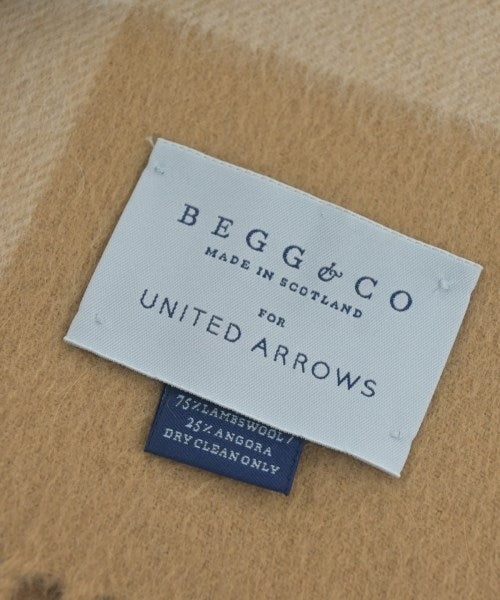 BEGG & CO
MADE IN SCOTLAND
FOR
UNITED ARROWS
75% LAMBSWOOL /
25% ANGORA
DRY CLEAN ONLY